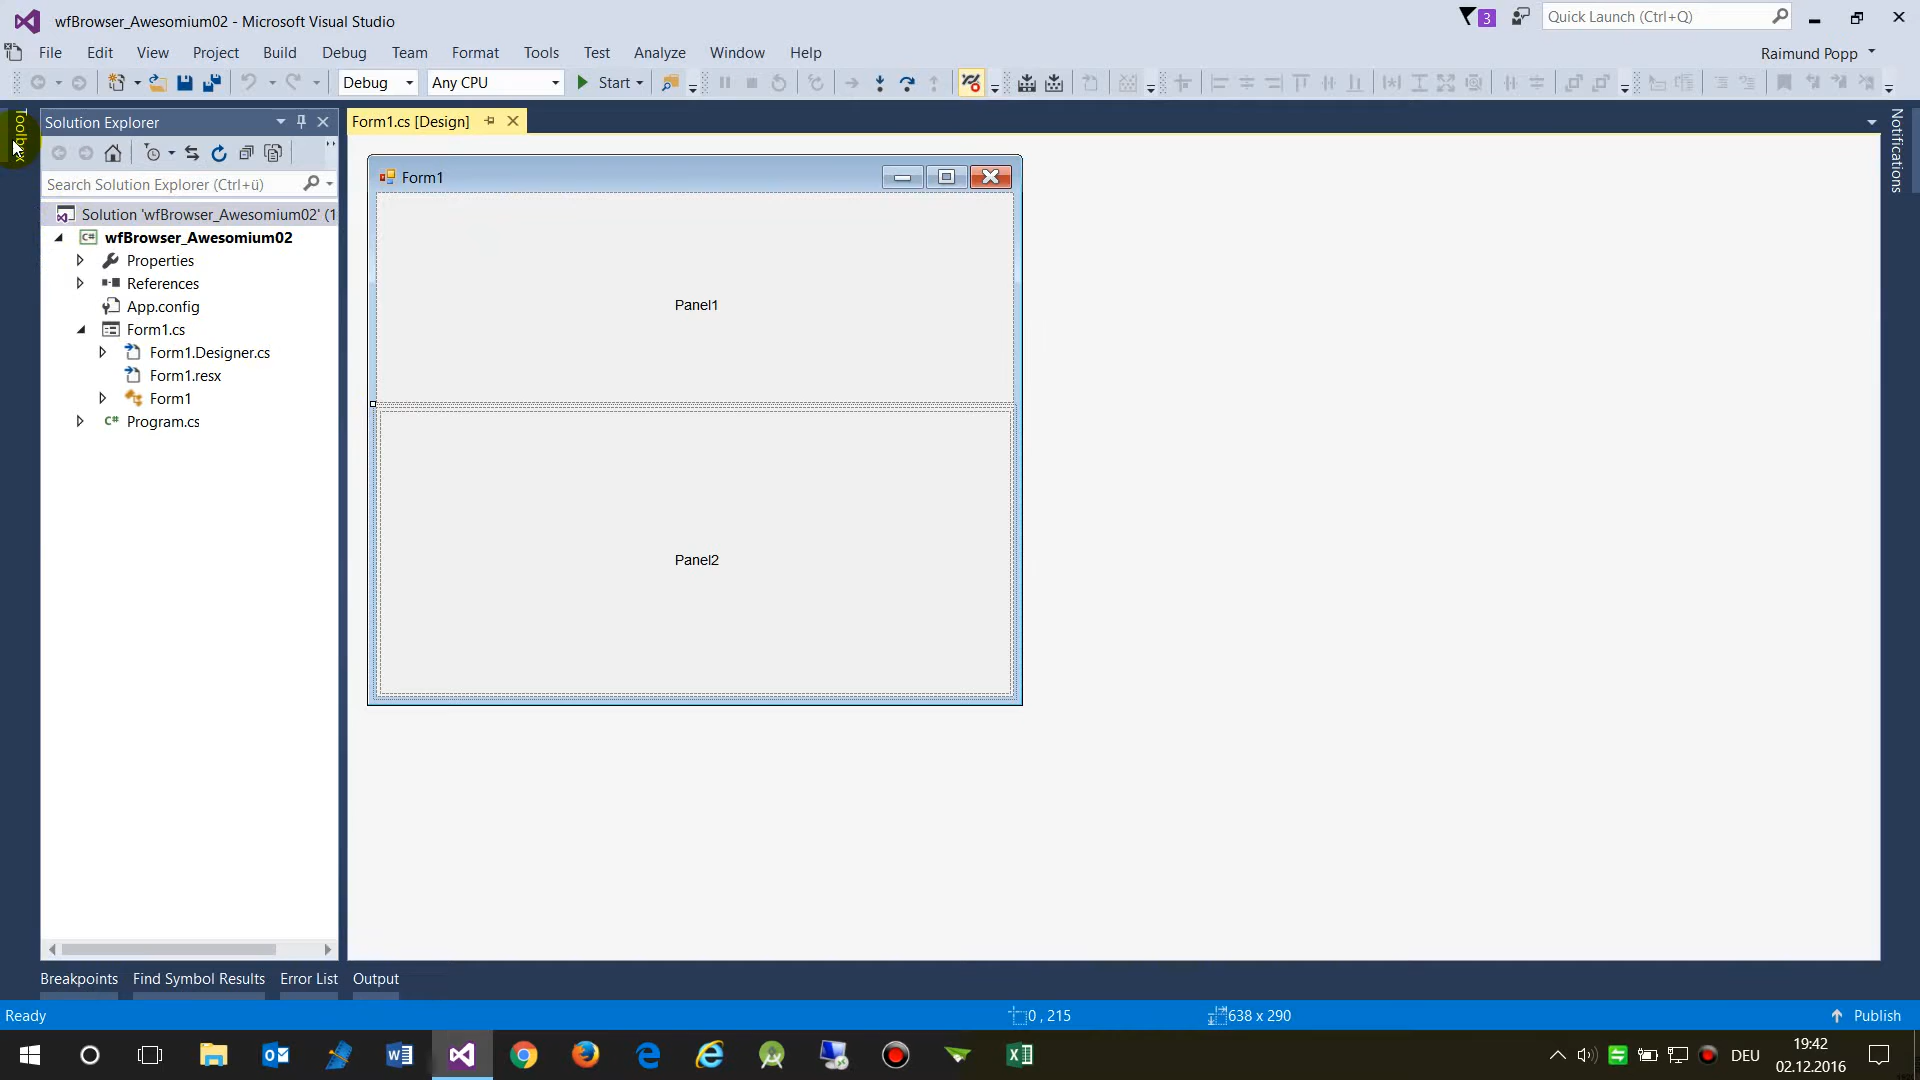 wfBrowser_Awesomium02 - Microsoft Visual Studio
3
Quick Launch (Ctrl+Q)
File Edit View Project Build Debug Team Format Tools Test Analyze Window Help
Raimund Popp
Debug Any CPU Start
Toolbox
Solution Explorer
Form1.cs [Design]
Notifications
Search Solution Explorer (Ctrl+ü)
Solution 'wfBrowser_Awesomium02' (1
wfBrowser_Awesomium02
Properties
References
App.config
Form1.cs
Form1.Designer.cs
Form1.resx
Form1
Program.cs
Form1
Panel1
Panel2
Breakpoints Find Symbol Results Error List Output
Ready
0 , 215
638 x 290
Publish
DEU
19:42
02.12.2016